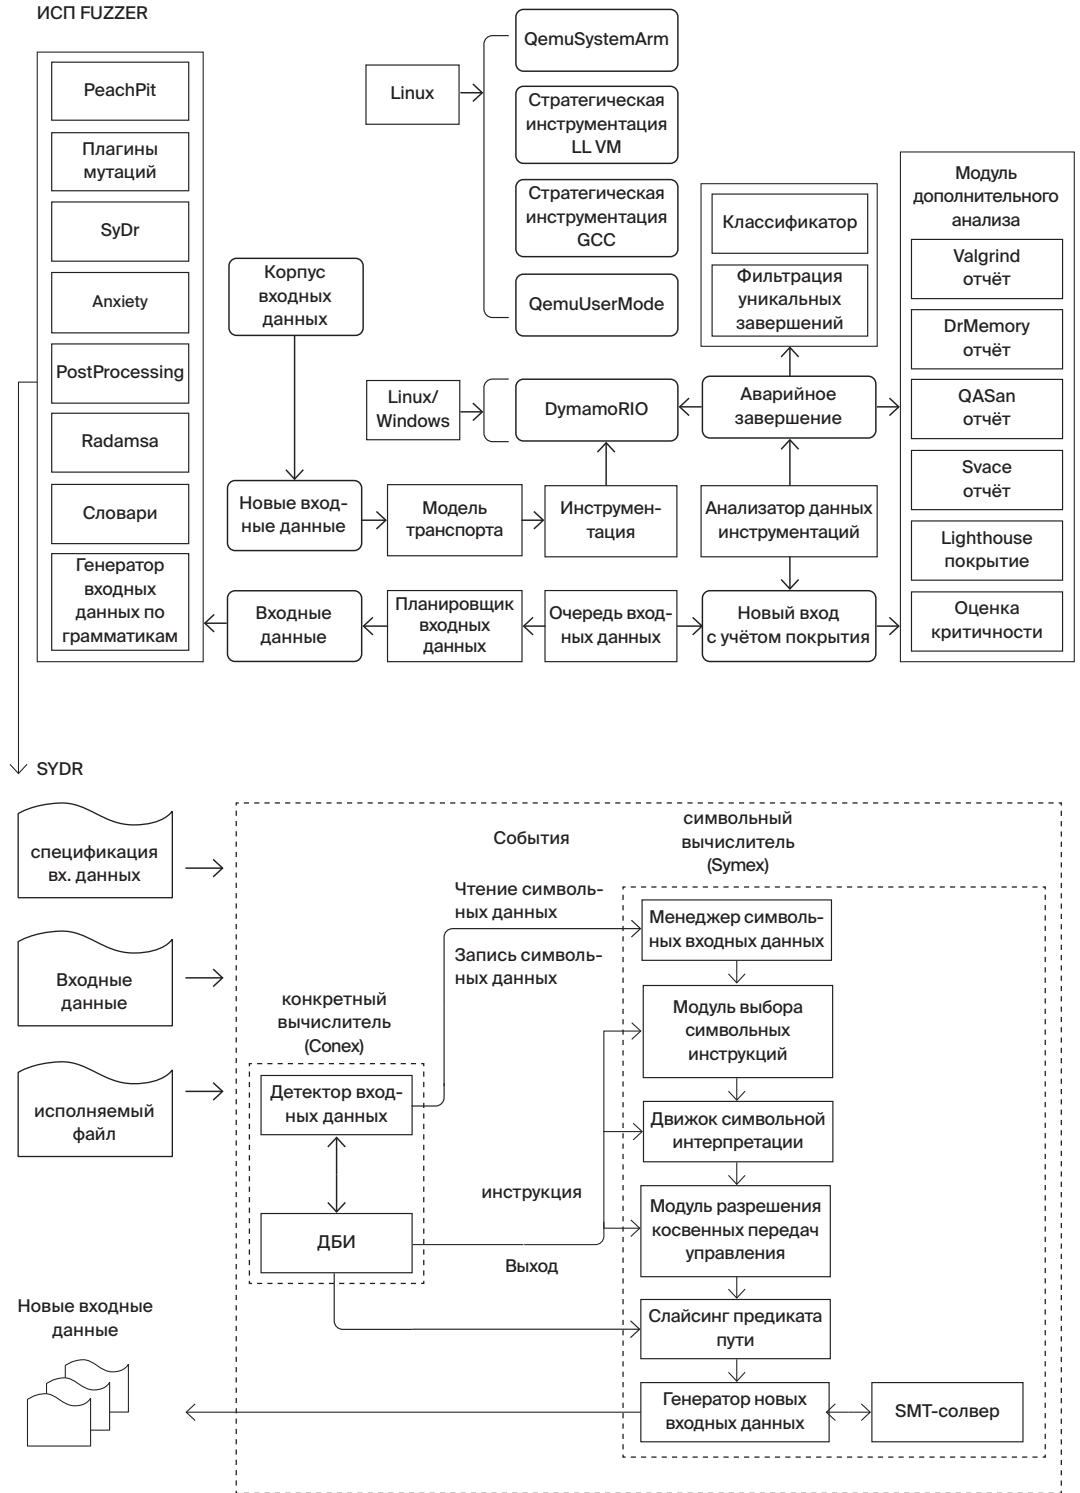 ИСП FUZZER
PeachPit
Плагины
мутаций
SyDr
Anxiety
PostProcessing
Radamsa
Словари
Генератор
входных
данных по
грамматикам
Корпус
входных
данных
Новые вход-
ные данные
Входные
данные
Linux
QemuSystemArm
Стратегическая
инструментация
LL VM
Стратегическая
инструментация
GCC
QemuUserMode
Linux/
Windows
DymamoRIO
Модель
транспорта
Инструмен-
тация
Планировщик
входных
данных
Очередь вход-
ных данных
Классификатор
Фильтрация
уникальных
завершений
Аварийное
завершение
Анализатор данных
инструментаций
Новый вход
с учётом покрытия
Модуль
дополнительного
анализа
Valgrind
отчёт
DrMemory
отчёт
QASan
отчёт
Svace
отчёт
Lighthouse
покрытие
Оценка
критичности
SYDR
спецификация
вх. данных
Входные
данные
исполняемый
файл
Новые входные
данные
События
символьный
вычислитель
(Symex)
Чтение символь-
ных данных
Запись символь-
ных данных
конкретный
вычислитель
(Conex)
Детектор вход-
ных данных
ДБИ
инструкция
Выход
Менеджер символь-
ных входных данных
Модуль выбора
символьных
инструкций
Движок символьной
интерпретации
Модуль разрешения
косвенных передач
управления
Слайсинг предиката
пути
Генератор новых
входных данных
SMT-солвер